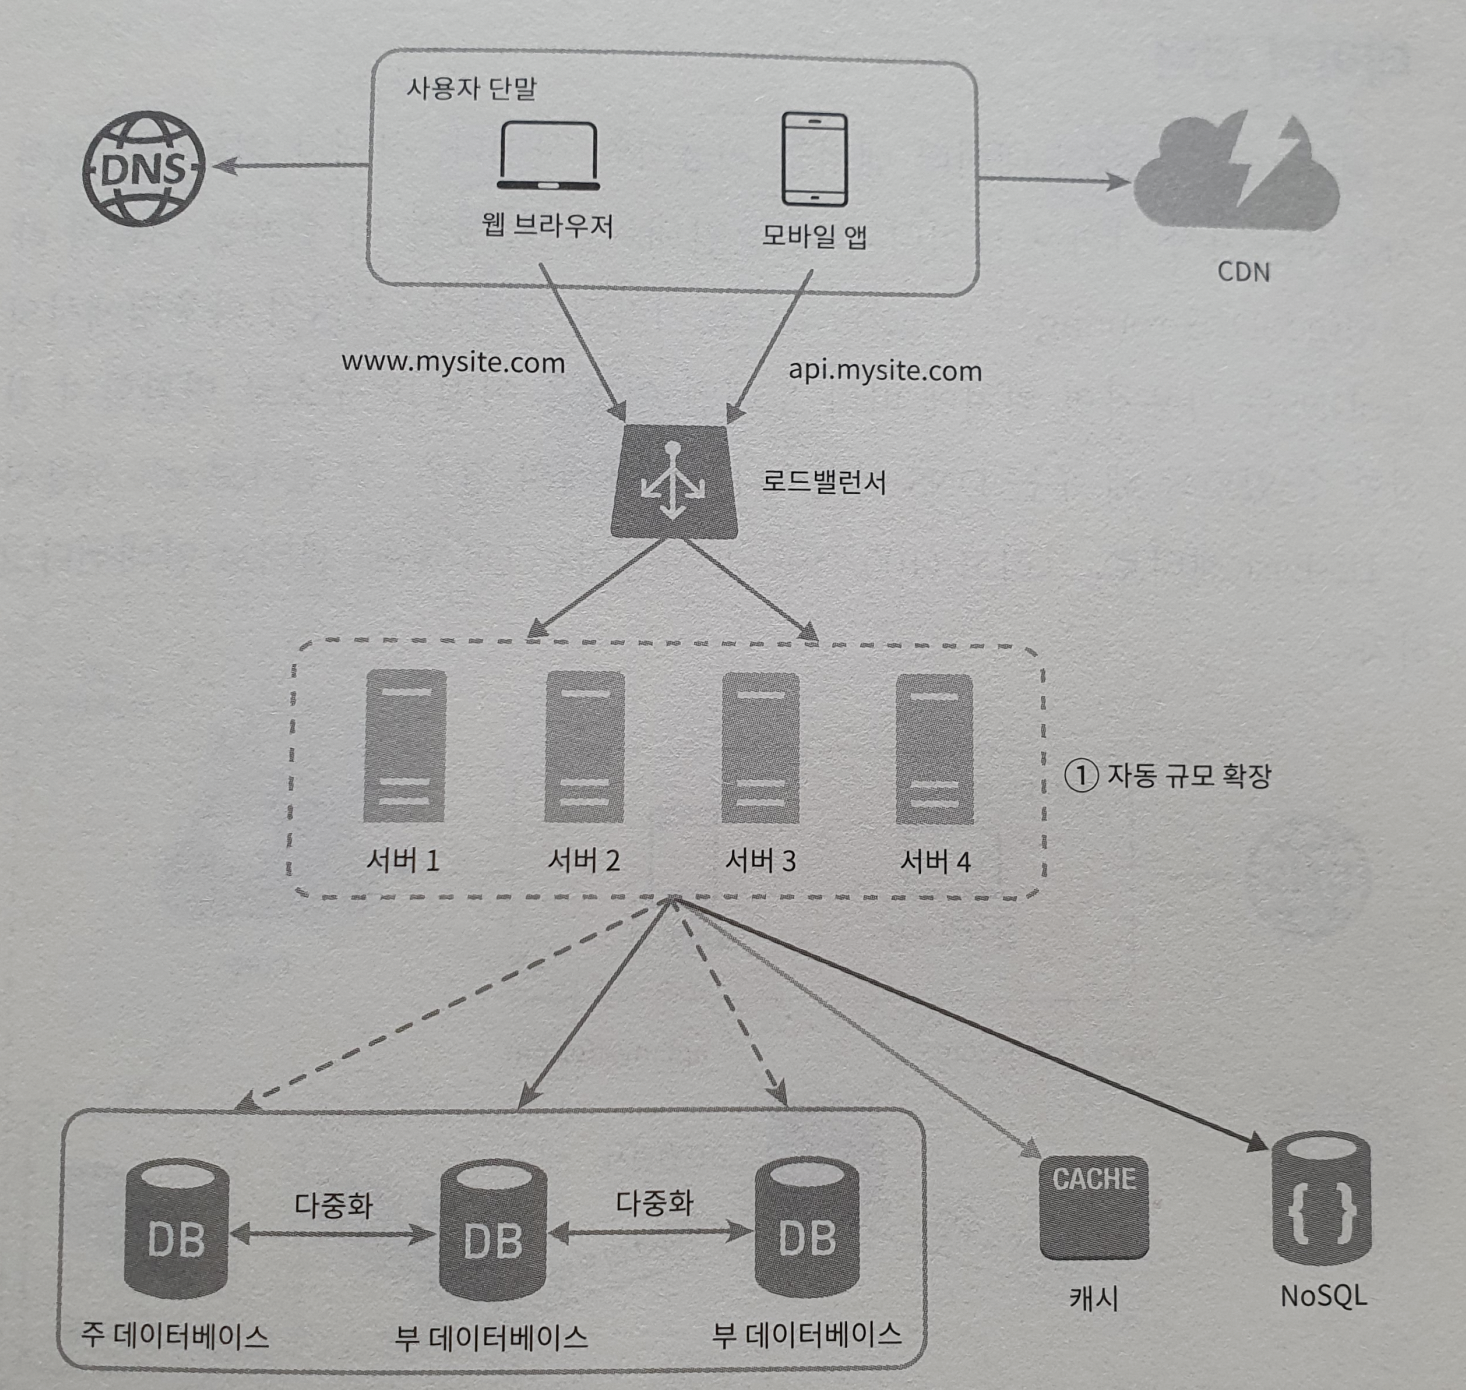 사용자 단말
DNS
웹 브라우저
모바일 앱
CDN
www.mysite.com
api.mysite.com
로드밸런서
① 자동 규모 확장
서버 1
서버 2
서버 3
서버 4
다중화
다중화
DB
DB
DB
CACHE
{ }
주 데이터베이스
부 데이터베이스
부 데이터베이스
캐시
NoSQL